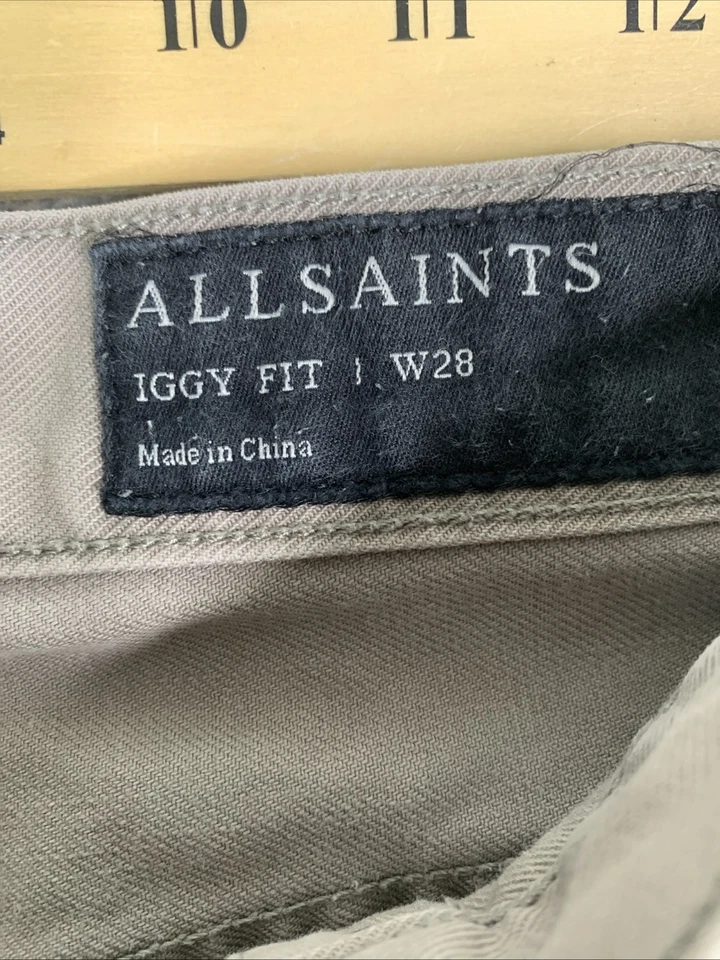 10 11 12
ALLSAINTS
IGGY FIT | W28
Made in China